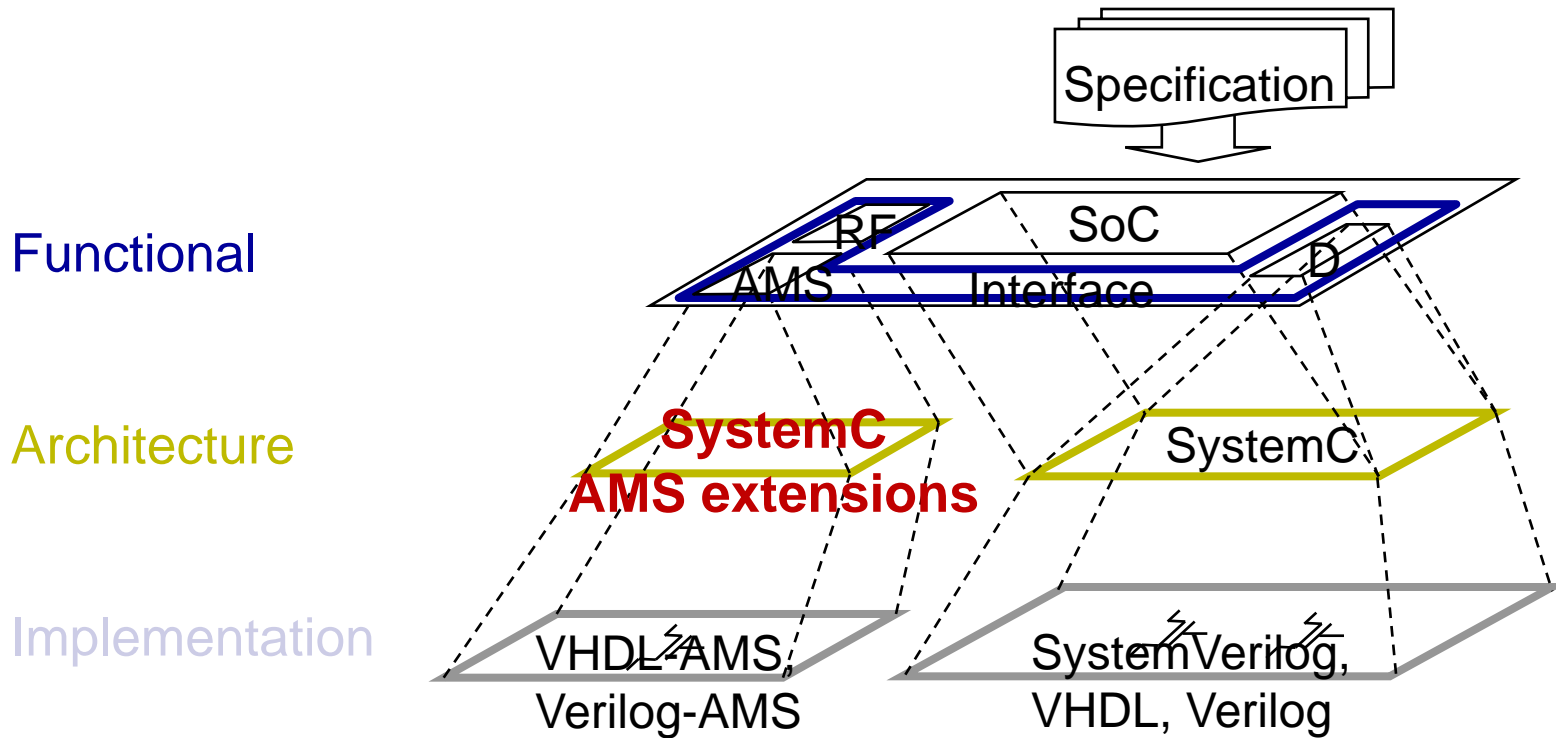 Specification
Functional
RF
SoC
D
AMS
Interface
Architecture
SystemC
AMS extensions
SystemC
Implementation
VHDL-AMS,
Verilog-AMS
SystemVerilog,
VHDL, Verilog